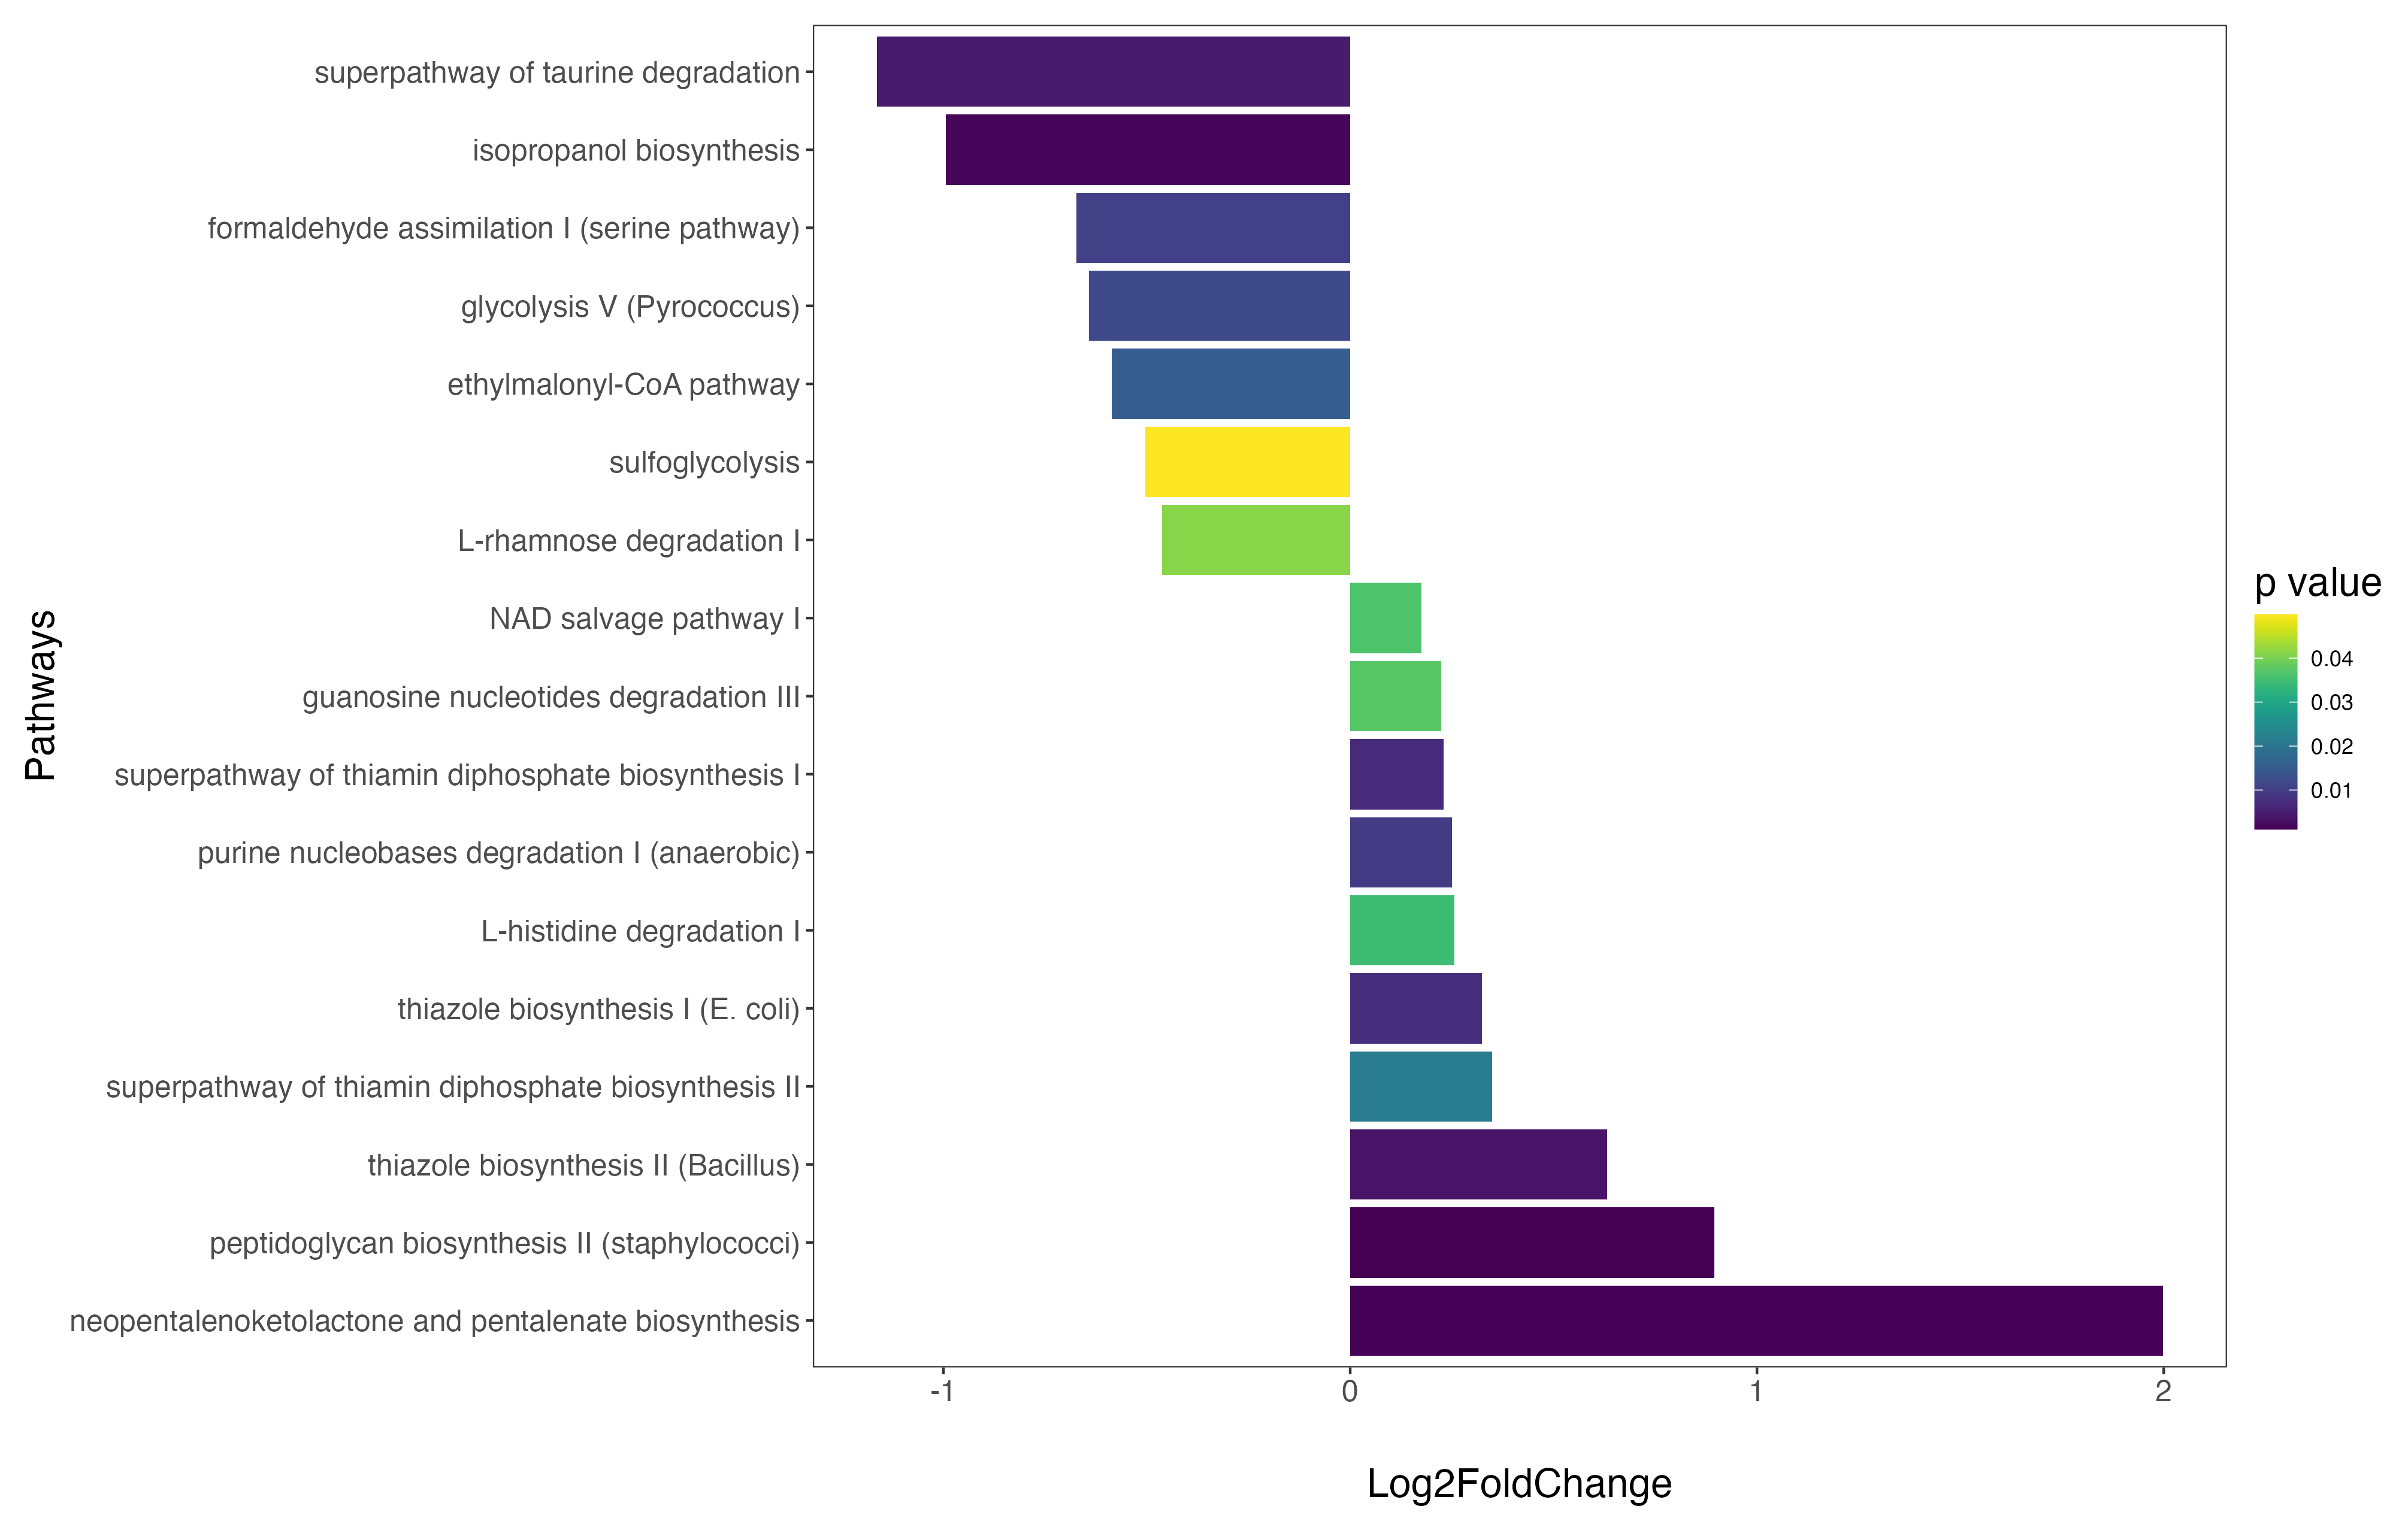 superpathway of taurine degradation
isopropanol biosynthesis
formaldehyde assimilation I (serine pathway)
glycolysis V (Pyrococcus)
ethylmalonyl-CoA pathway
sulfoglycolysis
L-rhamnose degradation I
NAD salvage pathway I
guanosine nucleotides degradation III
superpathway of thiamin diphosphate biosynthesis I
purine nucleobases degradation I (anaerobic)
L-histidine degradation I
thiazole biosynthesis I (E. coli)
superpathway of thiamin diphosphate biosynthesis II
thiazole biosynthesis II (Bacillus)
peptidoglycan biosynthesis II (staphylococci)
neopentalenoketolactone and pentalenate biosynthesis
Pathways
-1
0
1
2
Log2FoldChange
p value
0.04
0.03
0.02
0.01